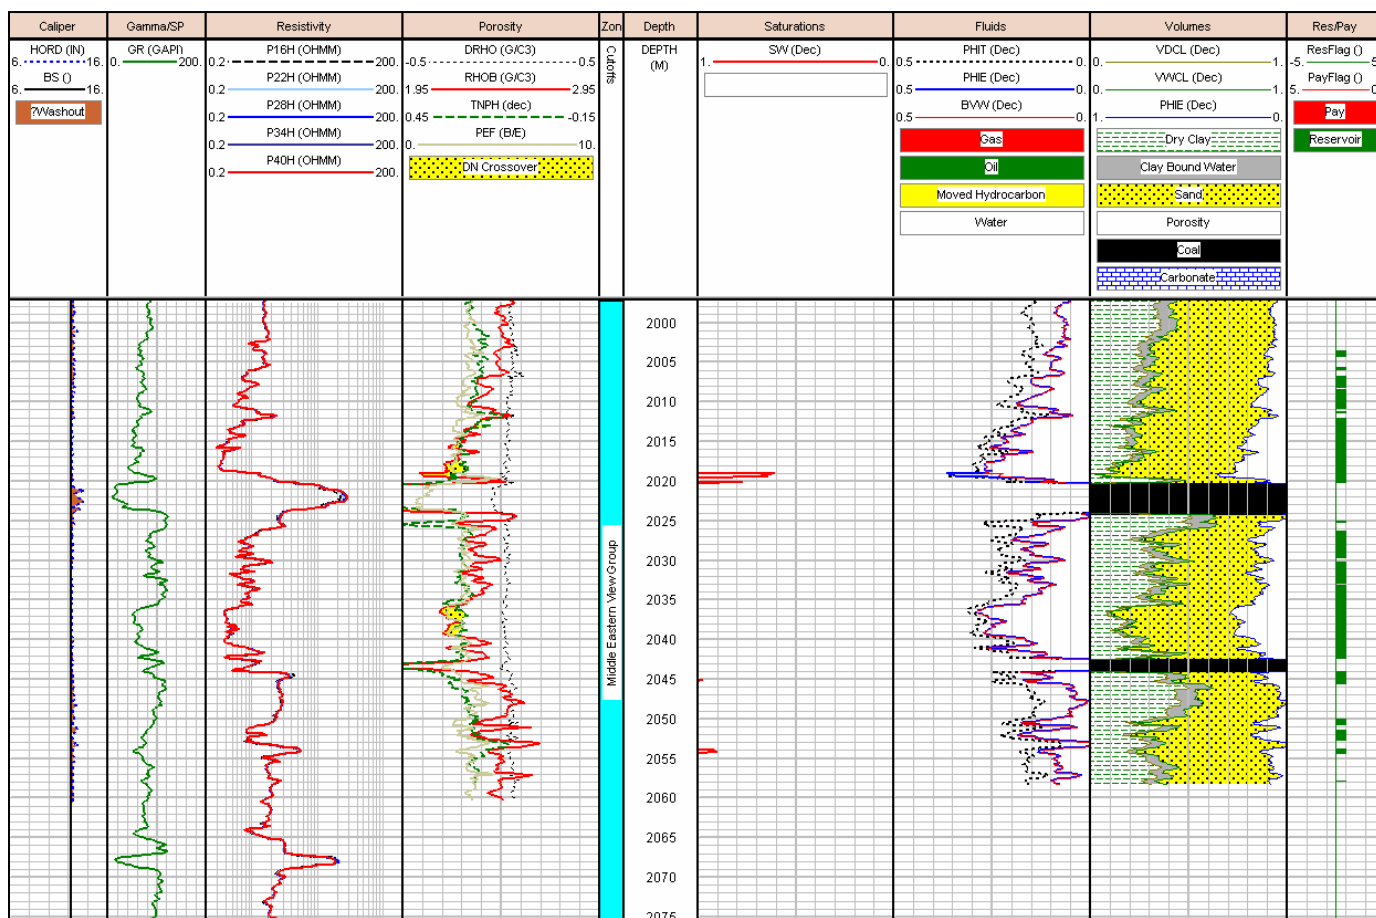 Caliper Gamma/SP Resistivity Porosity Zon Depth Saturations Fluids Volumes Res/Pay
HORD (IN)
6. 16.
BS ()
6. 16.
?Washout
GR (GAPI)
0. 200.
P16H (OHMM)
0.2 200.
P22H (OHMM)
0.2 200.
P28H (OHMM)
0.2 200.
P34H (OHMM)
0.2 200.
P40H (OHMM)
0.2 200.
DRHO (G/C3)
-0.5 0.5
RHOB (G/C3)
1.95 2.95
TNPH (dec)
0.45 -0.15
PEF (B/E)
0. 10.
DN Crossover
Cutoffs
DEPTH
(M)
SW (Dec)
1. 0.
PHIT (Dec)
0.5 0.
PHIE (Dec)
0.5 0.
BVW (Dec)
0.5 0.
Gas
Oil
Moved Hydrocarbon
Water
VDCL (Dec)
0. 1.
VWCL (Dec)
0. 1.
PHIE (Dec)
1. 0.
Dry Clay
Clay Bound Water
Sand
Porosity
Coal
Carbonate
ResFlag ()
-5. 5
PayFlag ()
5. 0
Pay
Reservoir
Middle Eastern View Group
2000
2005
2010
2015
2020
2025
2030
2035
2040
2045
2050
2055
2060
2065
2070
2075